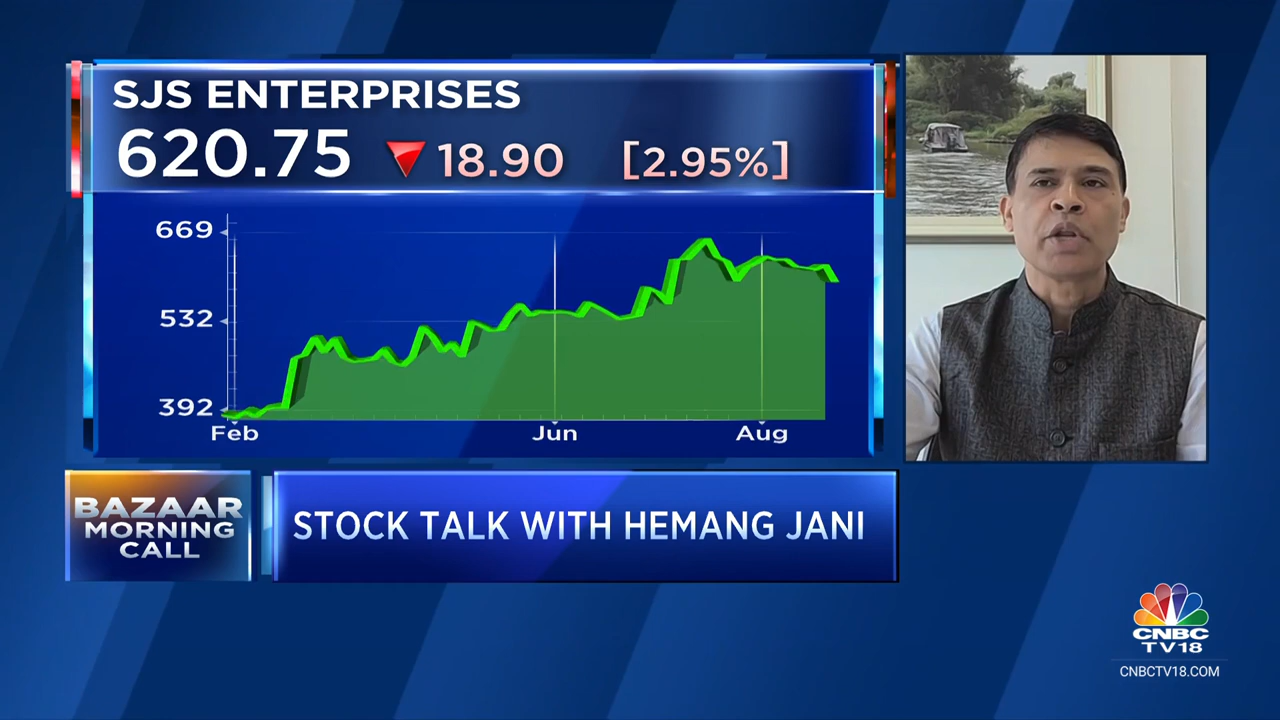 SJS ENTERPRISES
620.75 ▼ 18.90 [2.95%]
669
532
392
Feb Jun Aug
BAZAAR
MORNING
CALL
STOCK TALK WITH HEMANG JANI
CNBC
TV18
CNBCTV18.COM